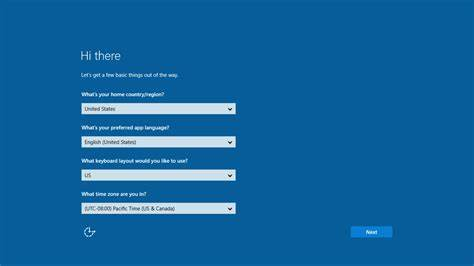 Hi there
Let's get a few basic things out of the way.
What's your home country/region?
United States
What's your preferred app language?
English (United States)
What keyboard layout would you like to use?
US
What time zone are you in?
(UTC-08:00) Pacific Time (US & Canada)
Next